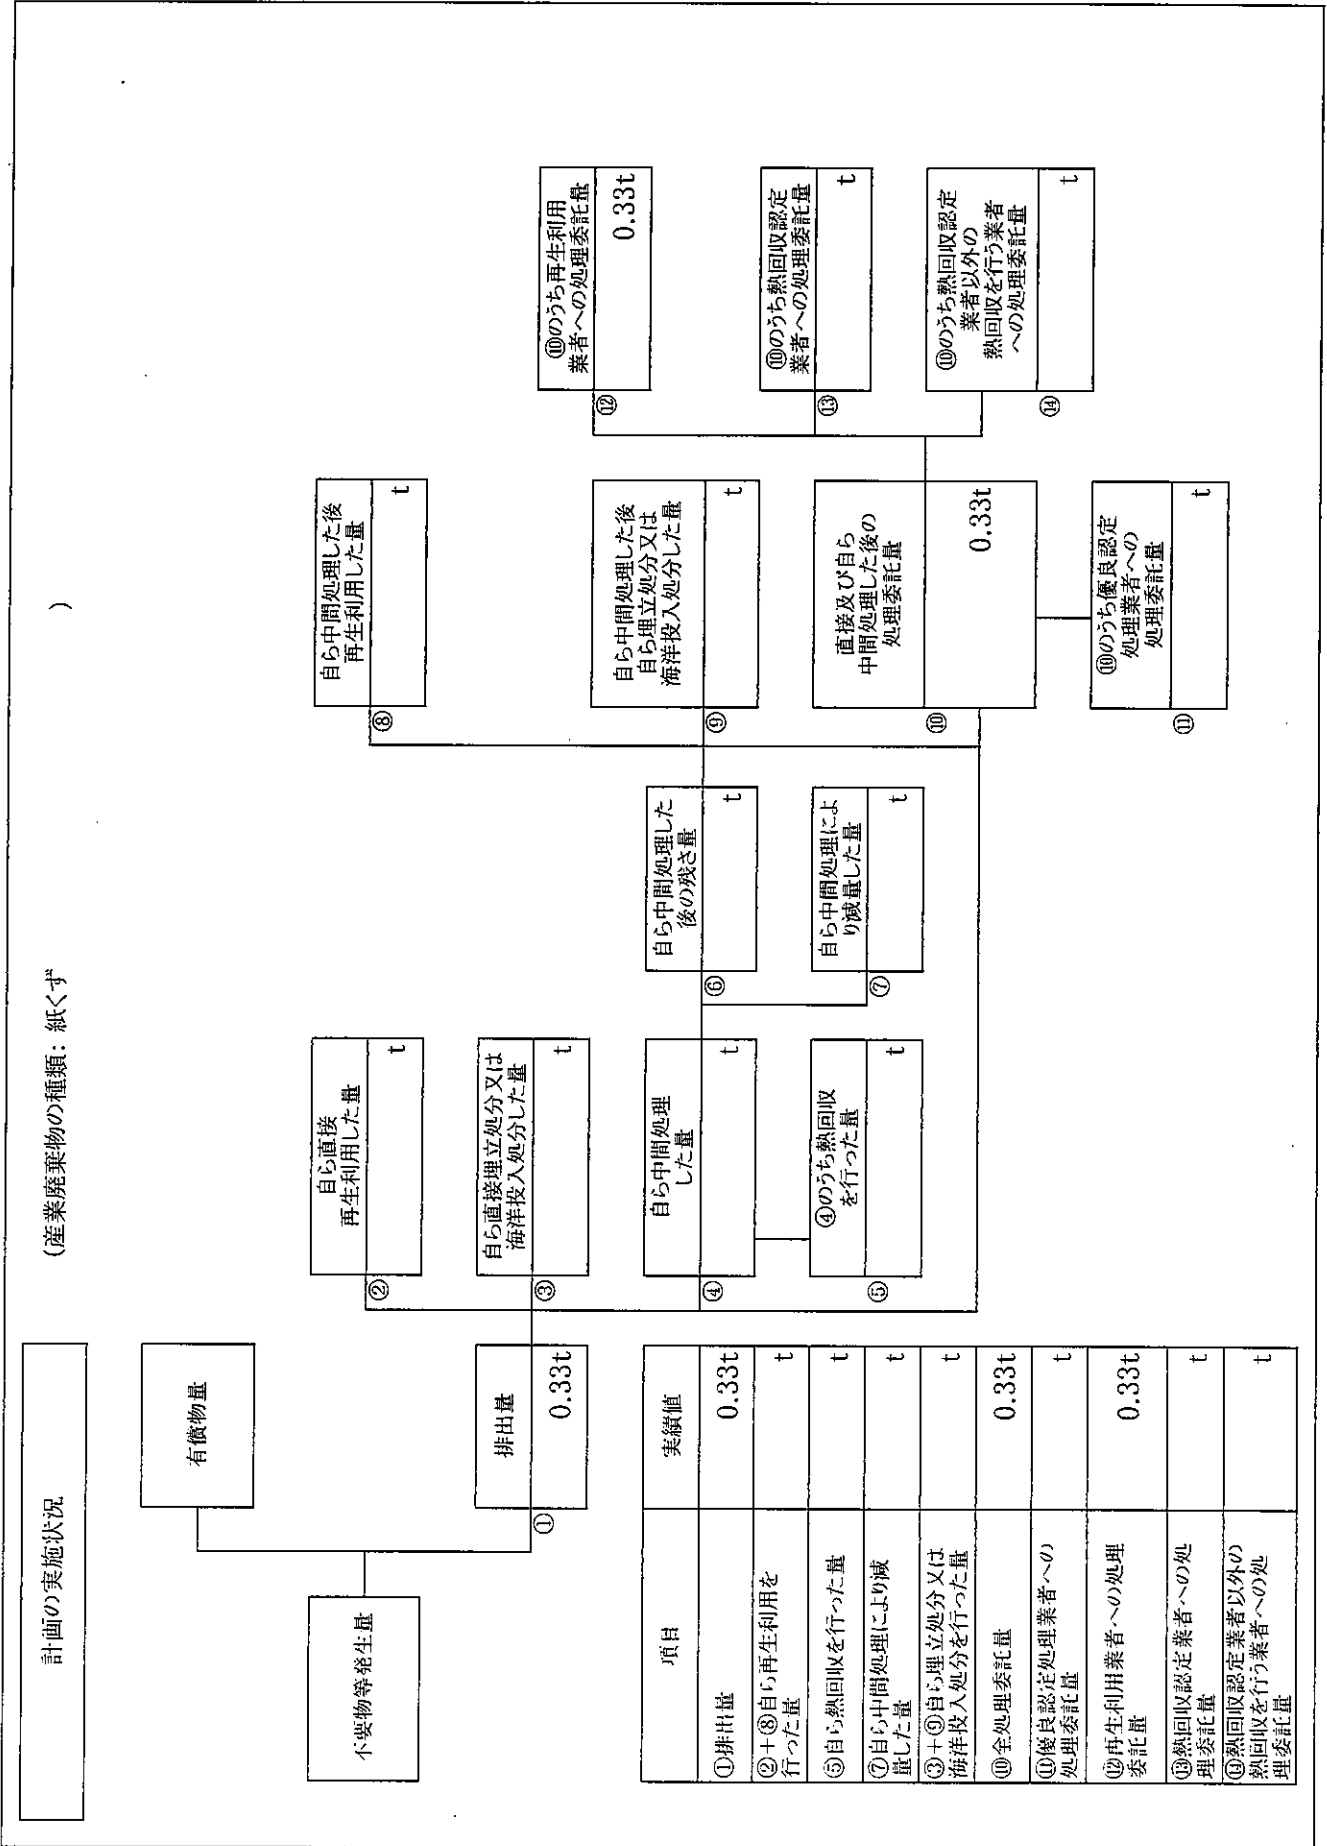 計画の実施状況
(産業廃棄物の種類: 紙くず
)
不要物等発生量
有償物量
①
排出量
0.33t
②
自ら直接
再生利用した量
t
③
自ら直接埋立処分又は
海洋投入処分した量
t
④
自ら中間処理
した量
t
⑤
④のうち熱回収
を行った量
t
⑥
自ら中間処理した
後の残さ量
t
⑦
自ら中間処理によ
り減量した量
t
⑧
自ら中間処理した後
再生利用した量
t
⑨
自ら中間処理した後
自ら埋立処分又は
海洋投入処分した量
t
⑩
直接及び自ら
中間処理した後の
処理委託量
0.33t
⑪
⑩のうち優良認定
処理業者への
処理委託量
t
⑫
⑩のうち再生利用
業者への処理委託量
0.33t
⑬
⑩のうち熱回収認定
業者への処理委託量
t
⑭
⑩のうち熱回収認定
業者以外の
熱回収を行う業者
への処理委託量
t
項目
実績値
①排出量
0.33t
②+⑧自ら再生利用を
行った量
t
⑤自ら熱回収を行った量
t
⑦自ら中間処理により減
量した量
t
③+⑨自ら埋立処分又は
海洋投入処分を行った量
t
⑩全処理委託量
0.33t
⑪優良認定処理業者への
処理委託量
t
⑫再生利用業者への処理
委託量
0.33t
⑬熱回収認定業者への処
理委託量
t
⑭熱回収認定業者以外の
熱回収を行う業者への処
理委託量
t